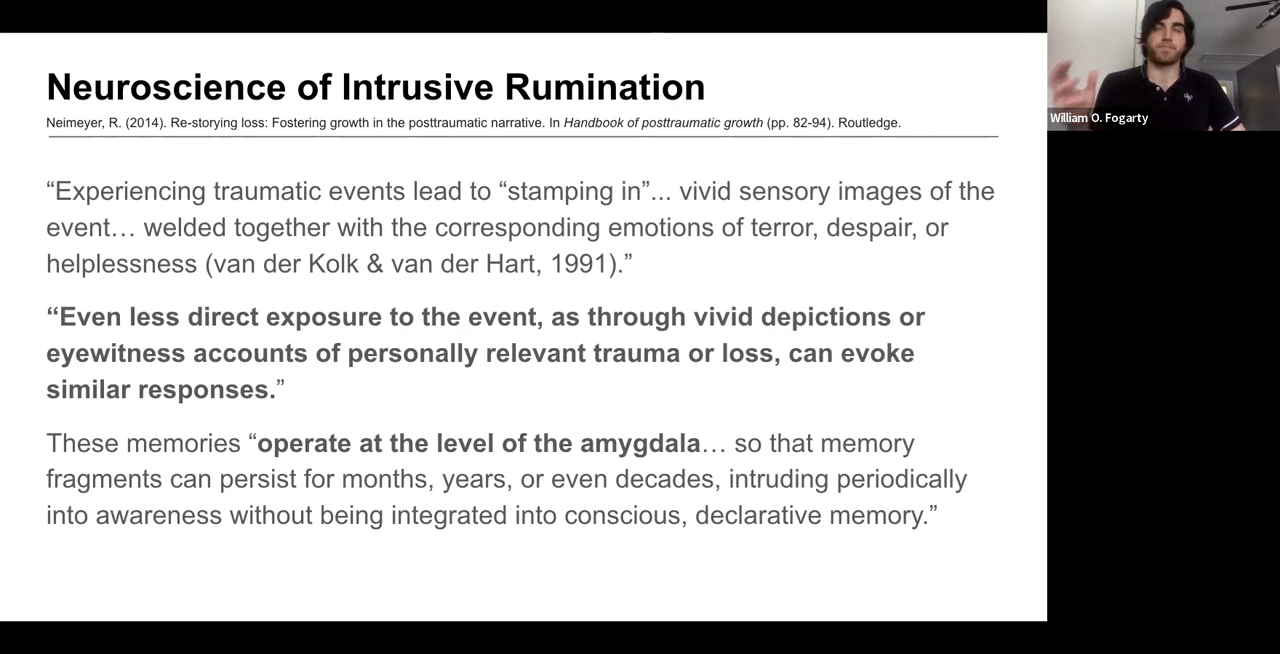 Neuroscience of Intrusive Rumination
Neimeyer, R. (2014). Re-storying loss: Fostering growth in the posttraumatic narrative. In Handbook of posttraumatic growth (pp. 82-94). Routledge.
“Experiencing traumatic events lead to “stamping in”... vivid sensory images of the
event… welded together with the corresponding emotions of terror, despair, or
helplessness (van der Kolk & van der Hart, 1991).”
“Even less direct exposure to the event, as through vivid depictions or
eyewitness accounts of personally relevant trauma or loss, can evoke
similar responses.”
These memories “operate at the level of the amygdala… so that memory
fragments can persist for months, years, or even decades, intruding periodically
into awareness without being integrated into conscious, declarative memory.”
William O. Fogarty